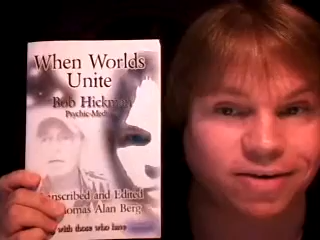 When Worlds
Unite
Bob Hickman
Psychic-Medium
Transcribed and Edited
Thomas Alan Berg
with those who have